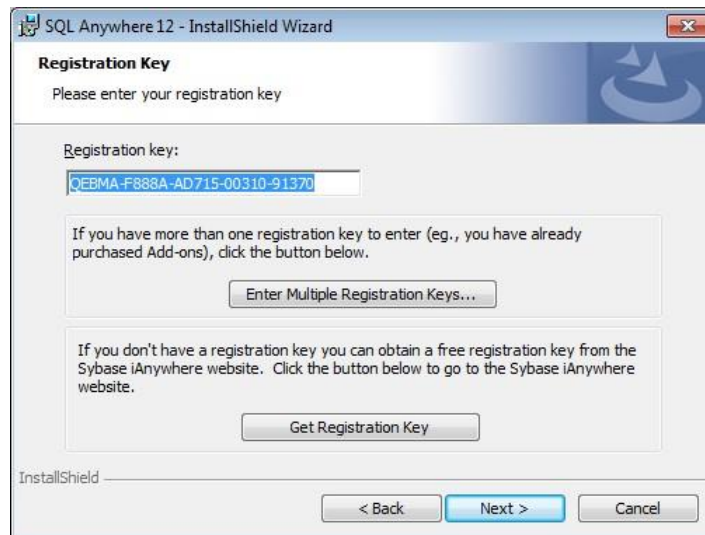 SQL Anywhere 12 - InstallShield Wizard
Registration Key
Please enter your registration key
Registration key:
QEBMA-F888A-AD715-00310-91370
If you have more than one registration key to enter (eg., you have already
purchased Add-ons), click the button below.
Enter Multiple Registration Keys...
If you don't have a registration key you can obtain a free registration key from the
Sybase iAnywhere website.  Click the button below to go to the Sybase iAnywhere
website.
Get Registration Key
InstallShield
< Back Next > Cancel